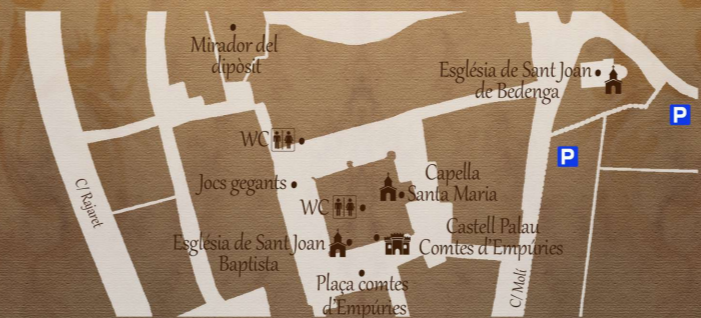 Mirador del
dipòsit
Església de Sant Joan
de Bedenga
P
WC
P
Capella
Santa Maria
Jocs gegants
C/ Rajaret
WC
Castell Palau
Comtes d'Empúries
Església de Sant Joan
Baptista
Plaça comtes
d'Empúries
C/ Molí